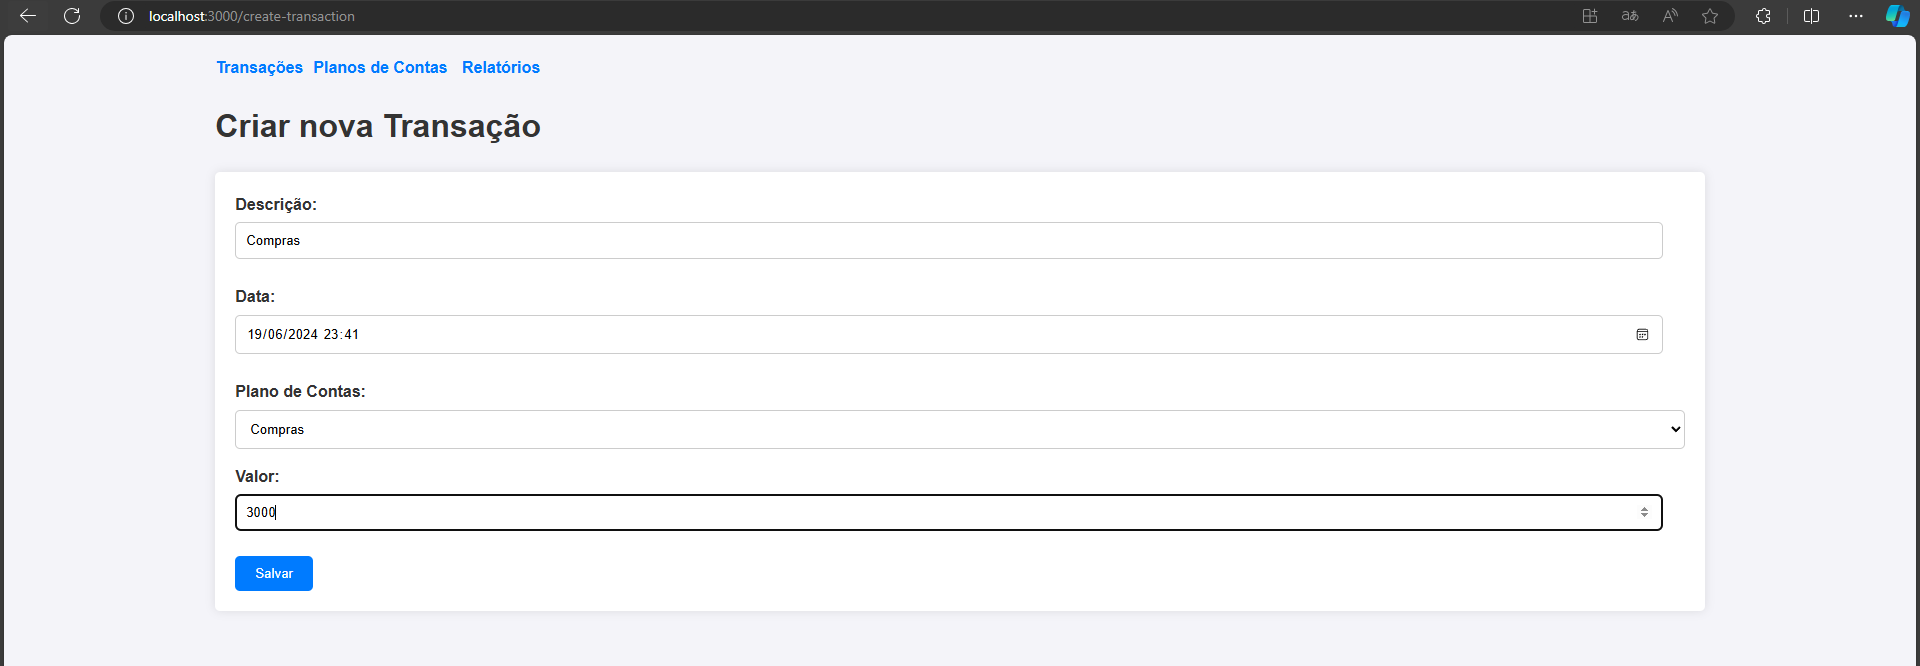 localhost:3000/create-transaction
Transações Planos de Contas Relatórios
Criar nova Transação
Descrição:
Compras
Data:
19/06/2024 23:41
Plano de Contas:
Compras
Valor:
3000
Salvar